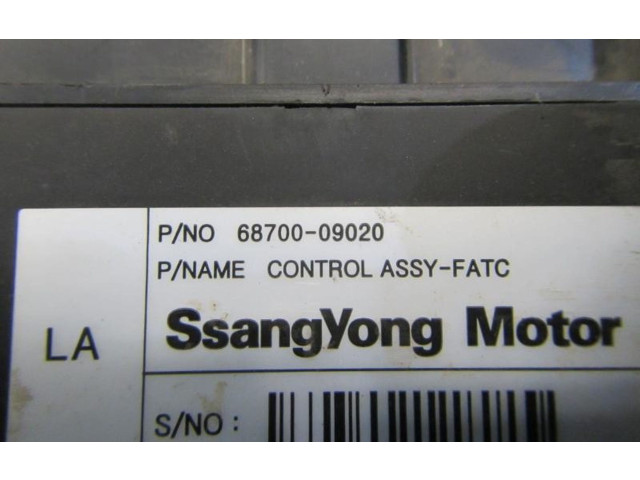 P/NO 68700-09020
P/NAME CONTROL ASSY-FATC
LA
SsangYong Motor
S/NO :